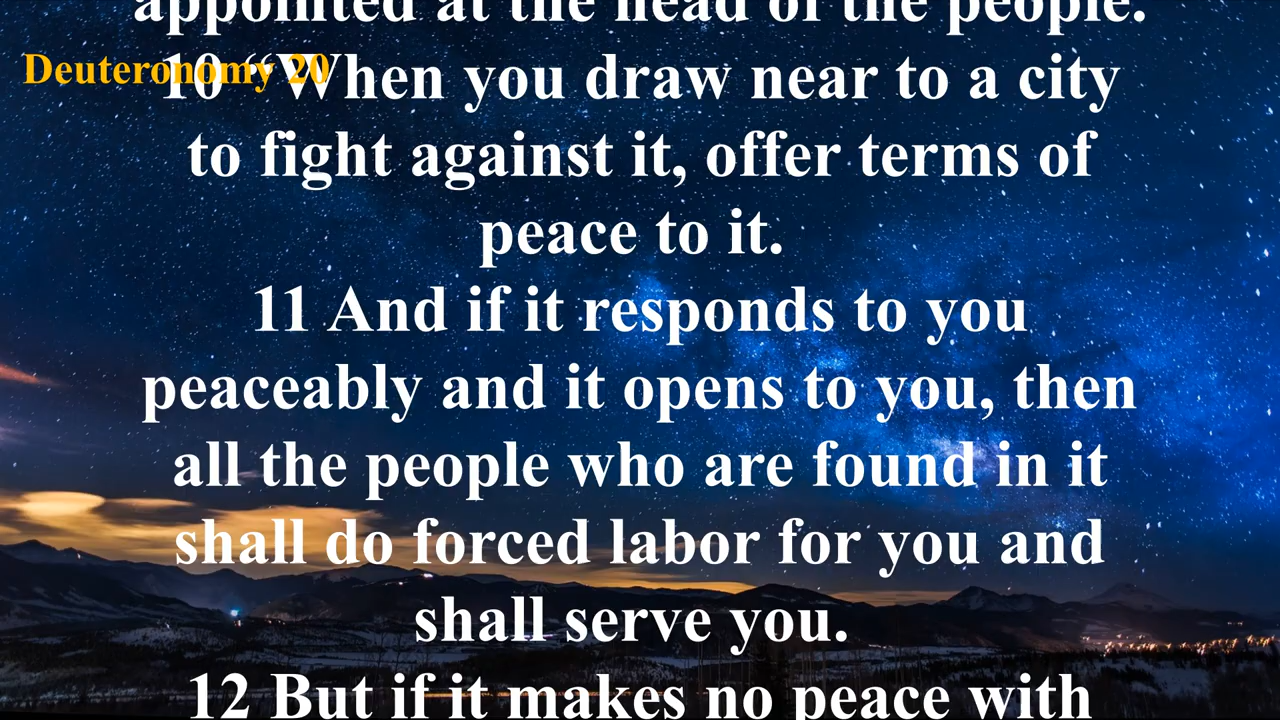 appointed at the head of the people.
Deuteronomy 20
10 “When you draw near to a city
to fight against it, offer terms of
peace to it.
11 And if it responds to you
peaceably and it opens to you, then
all the people who are found in it
shall do forced labor for you and
shall serve you.
12 But if it makes no peace with